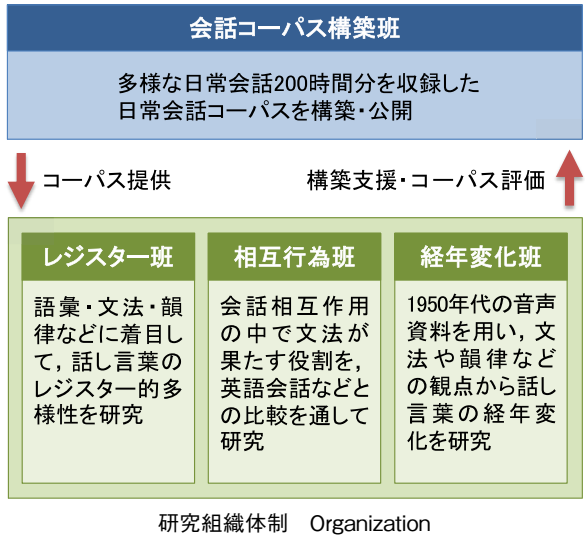 会話コーパス構築班
多様な日常会話200時間分を収録した
日常会話コーパスを構築・公開
コーパス提供
構築支援・コーパス評価
レジスター班
語彙・文法・韻
律などに着目し
て，話し言葉の
レジスター的多
様性を研究
相互行為班
会話相互作用
の中で文法が
果たす役割を，
英語会話などと
の比較を通して
研究
経年変化班
1950年代の音声
資料を用い，文
法や韻律など
の観点から話し
言葉の経年変
化を研究
研究組織体制　Organization